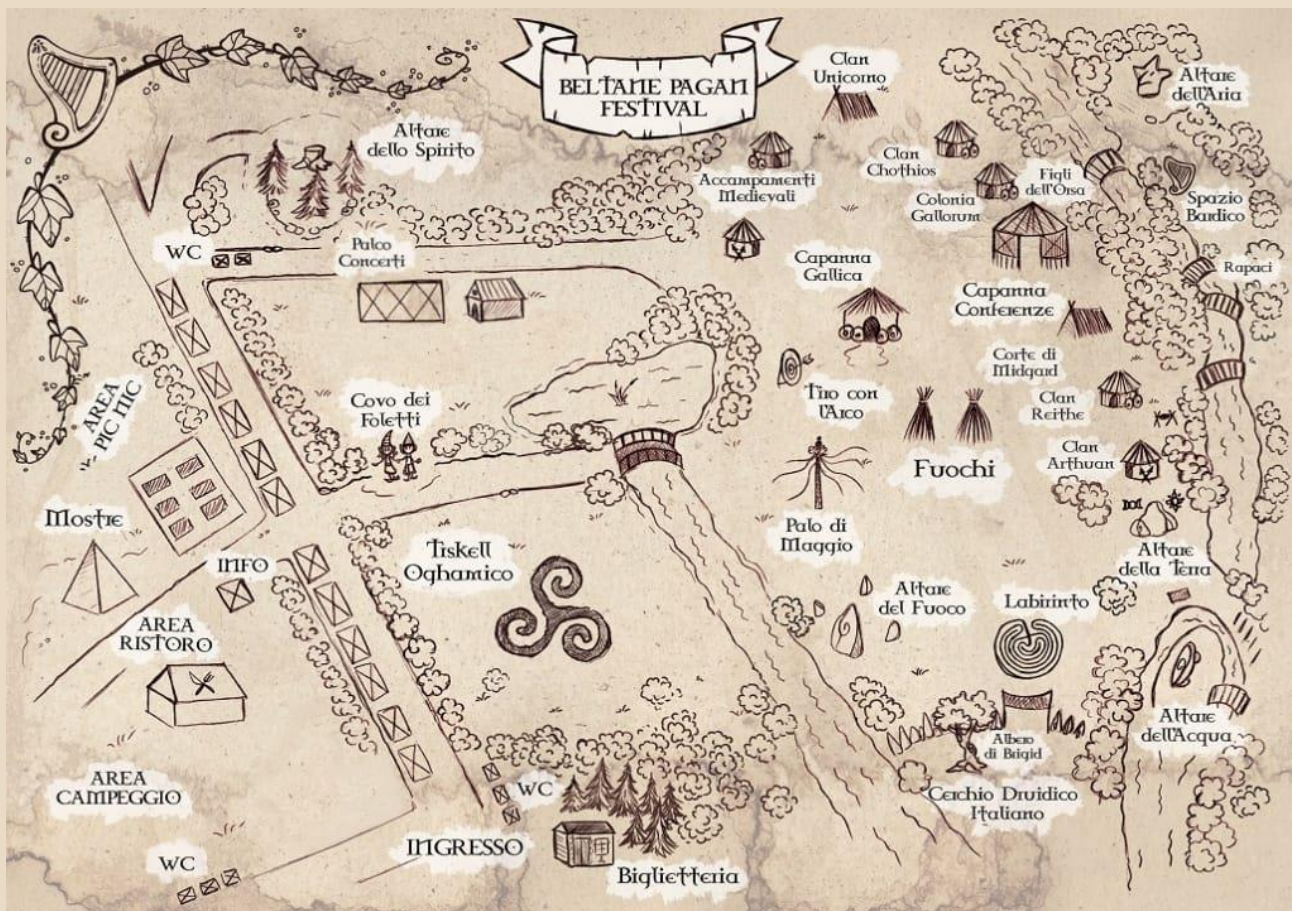 BELTANE PAGAN
FESTIVAL
Clan
Unicorno
Altare
dell'Aria
Altare
dello Spirito
Clan
Chothios
Accampamenti
Medievali
Figli
dell'Orsa
Colonia
Gallorum
Spazio
Bardico
WC
Palco
Concerti
Capanna
Gallica
Rapaci
Capanna
Conferenze
Corte di
Midgard
Tiro con
l'Arco
Clan
Reithe
AREA
PIC NIC
Covo dei
Foletti
Fuochi
Clan
Arthuan
Mostre
Palo di
Maggio
Tiskell
Oghamico
Altare
della Terra
INFO
Altare
del Fuoco
Labirinto
AREA
RISTORO
Altare
dell'Acqua
Albero
di Brigid
AREA
CAMPEGGIO
WC
Cerchio Druidico
Italiano
INGRESSO
WC
Biglietteria